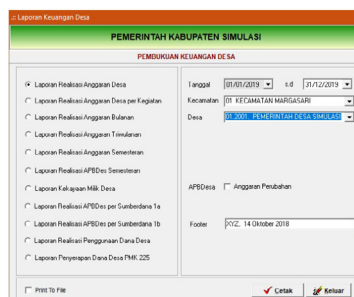 .:: Laporan Keuangan Desa
PEMERINTAH KABUPATEN SIMULASI
PEMBUKUAN KEUANGAN DESA
Laporan Realisasi Anggaran Desa
Laporan Realisasi Anggaran Desa per Kegiatan
Laporan Realisasi Anggaran Bulanan
Laporan Realisasi Anggaran Triwulanan
Laporan Realisasi Anggaran Semesteran
Laporan Realisasi APBDes Semesteran
Laporan Kekayaan Milik Desa
Laporan Realisasi APBDes per Sumberdana 1a
Laporan Realisasi APBDes per Sumberdana 1b
Laporan Realisasi Penggunaan Dana Desa
Laporan Penyerapan Dana Desa PMK 225
Tanggal 01/01/2019 s.d 31/12/2019
Kecamatan 01 KECAMATAN MARGASARI
Desa 01.2001. PEMERINTAH DESA SIMULASI
APBDesa Anggaran Perubahan
Footer XYZ, 14 Oktober 2018
Print To File
Cetak
Keluar